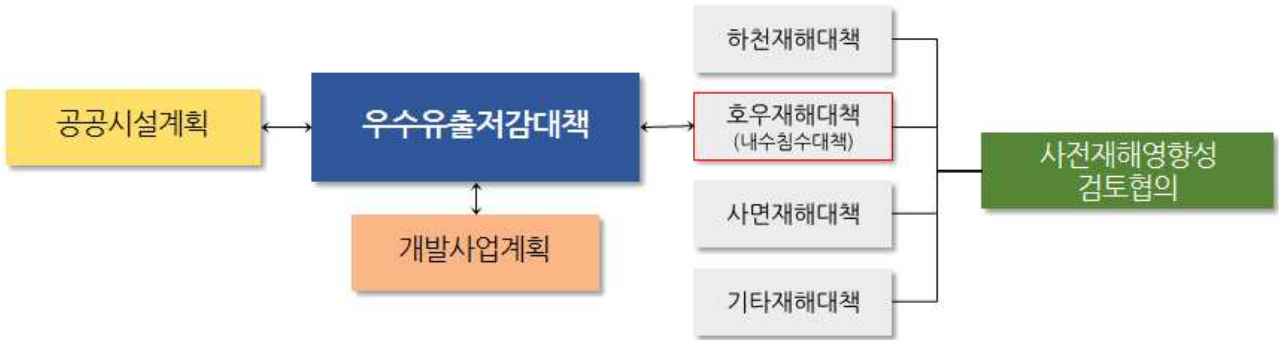 공공시설계획
우수유출저감대책
개발사업계획
하천재해대책
호우재해대책
(내수침수대책)
사면재해대책
기타재해대책
사전재해영향성
검토협의